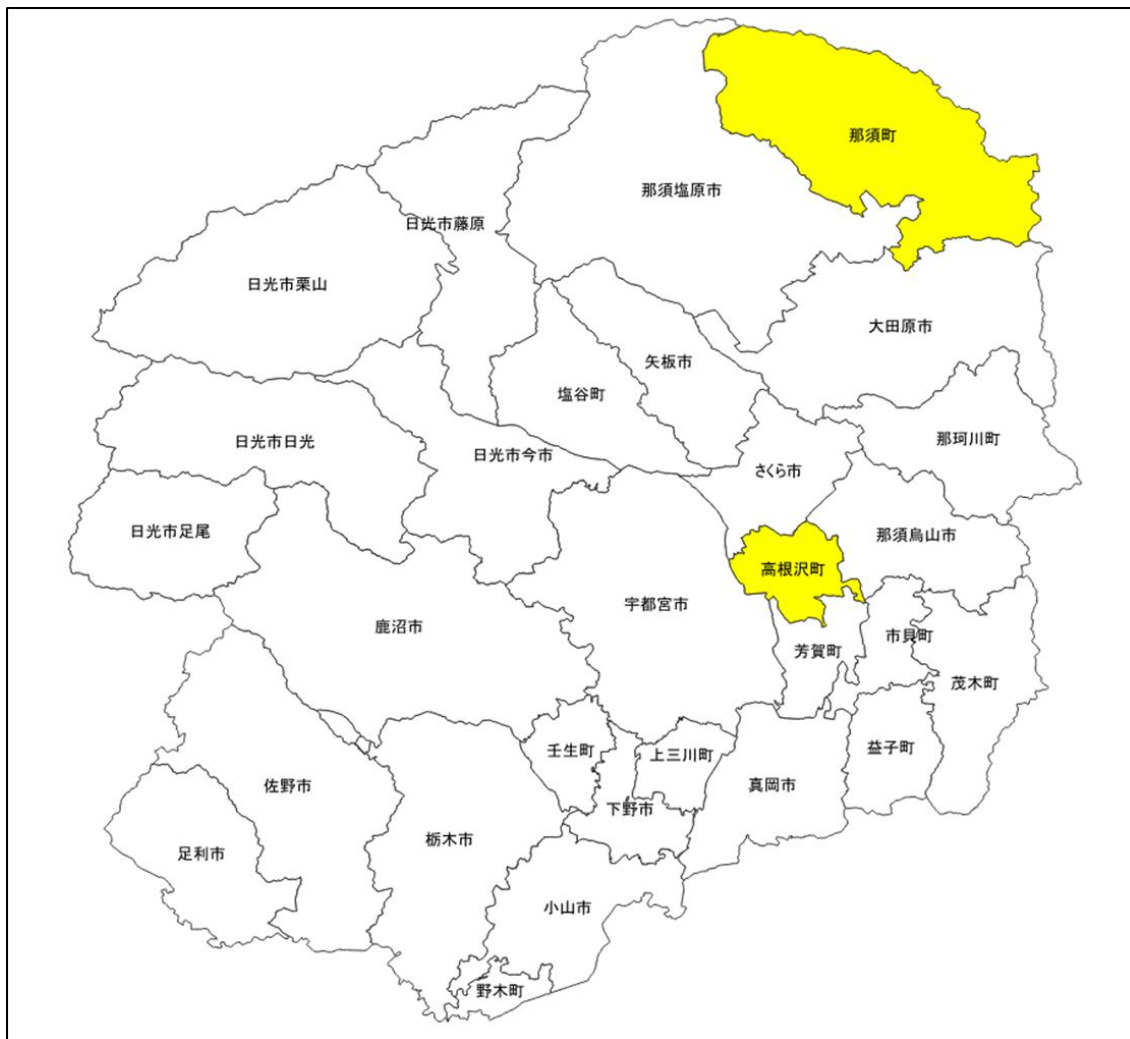 那須町
那須塩原市
日光市藤原
日光市栗山
大田原市
矢板市
塩谷町
那珂川町
日光市日光
日光市今市
さくら市
日光市足尾
那須烏山市
高根沢町
宇都宮市
鹿沼市
市貝町
芳賀町
茂木町
壬生町
上三川町
益子町
佐野市
真岡市
下野市
栃木市
足利市
小山市
野木町